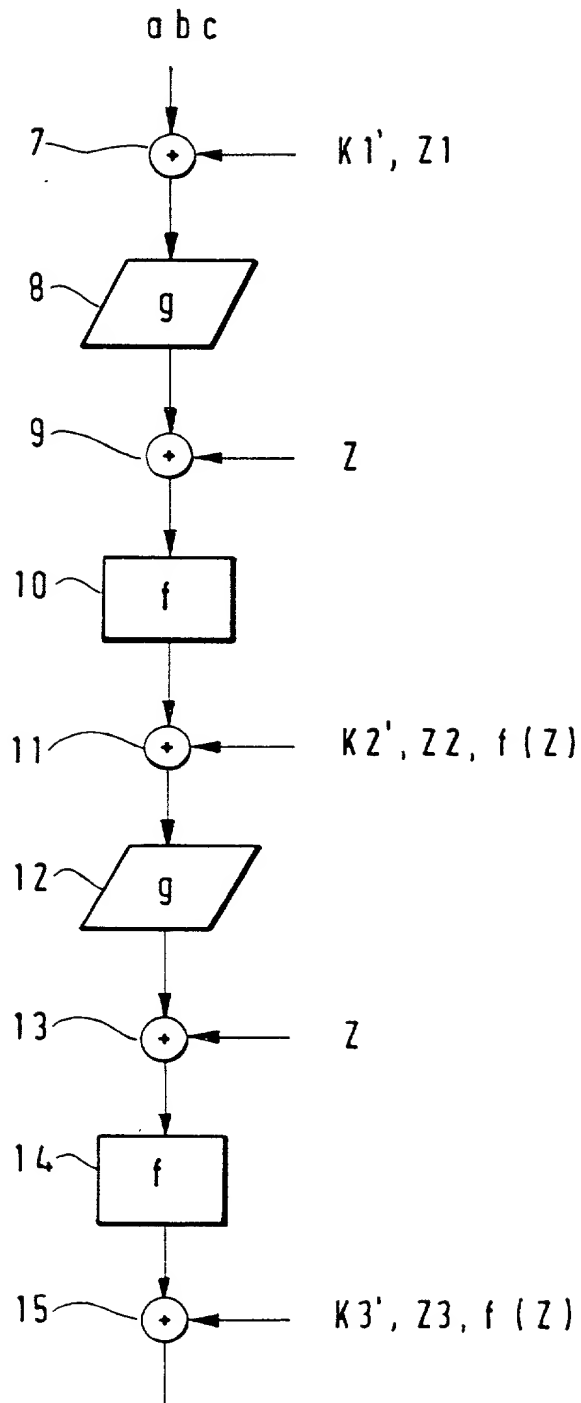 a b c
7 + K1', Z1
8 g
9 + Z
10 f
11 + K2', Z2, f(Z)
12 g
13 + Z
14 f
15 + K3', Z3, f(Z)